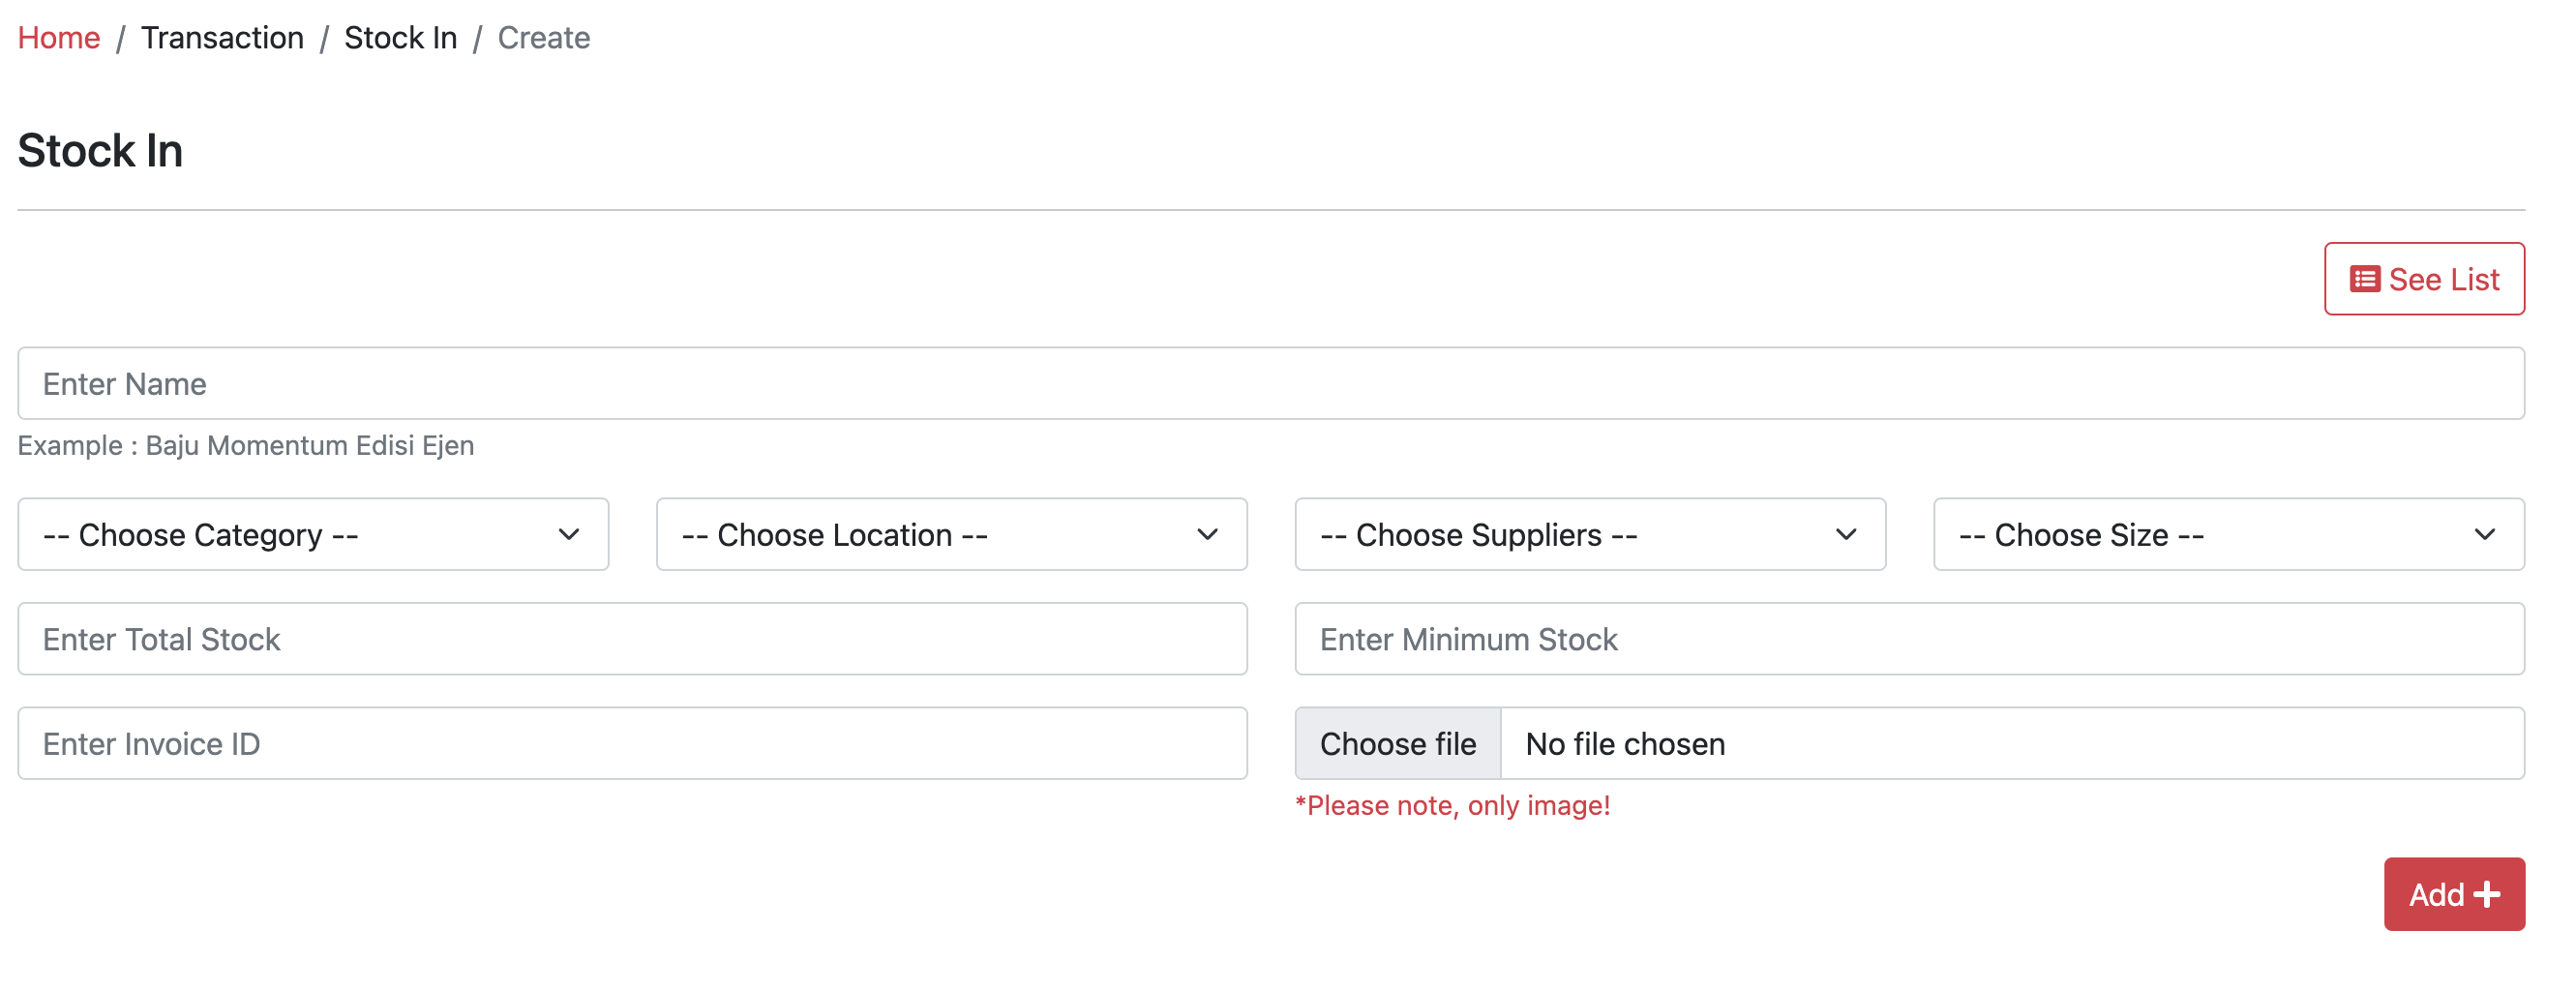 Home / Transaction / Stock In / Create
Stock In
See List
Enter Name
Example : Baju Momentum Edisi Ejen
-- Choose Category --
-- Choose Location --
-- Choose Suppliers --
-- Choose Size --
Enter Total Stock
Enter Minimum Stock
Enter Invoice ID
Choose file No file chosen
*Please note, only image!
Add +